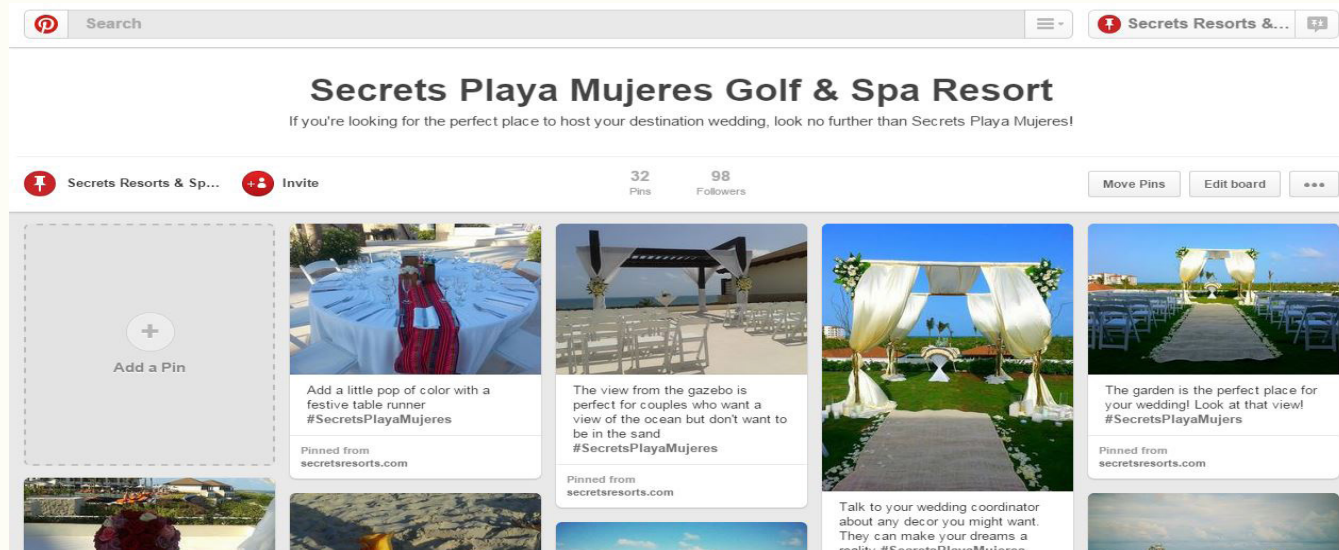 Search
Secrets Resorts &...
Secrets Playa Mujeres Golf & Spa Resort
If you're looking for the perfect place to host your destination wedding, look no further than Secrets Playa Mujeres!
Secrets Resorts & Sp...
Invite
32
Pins
98
Followers
Move Pins
Edit board
Add a Pin
Add a little pop of color with a
festive table runner
#SecretsPlayaMujeres
Pinned from
secretsresorts.com
The view from the gazebo is
perfect for couples who want a
view of the ocean but don't want to
be in the sand
#SecretsPlayaMujeres
Pinned from
secretsresorts.com
Talk to your wedding coordinator
about any decor you might want.
They can make your dreams a
reality #SecretsPlayaMujeres
The garden is the perfect place for
your wedding! Look at that view!
#SecretsPlayaMujers
Pinned from
secretsresorts.com